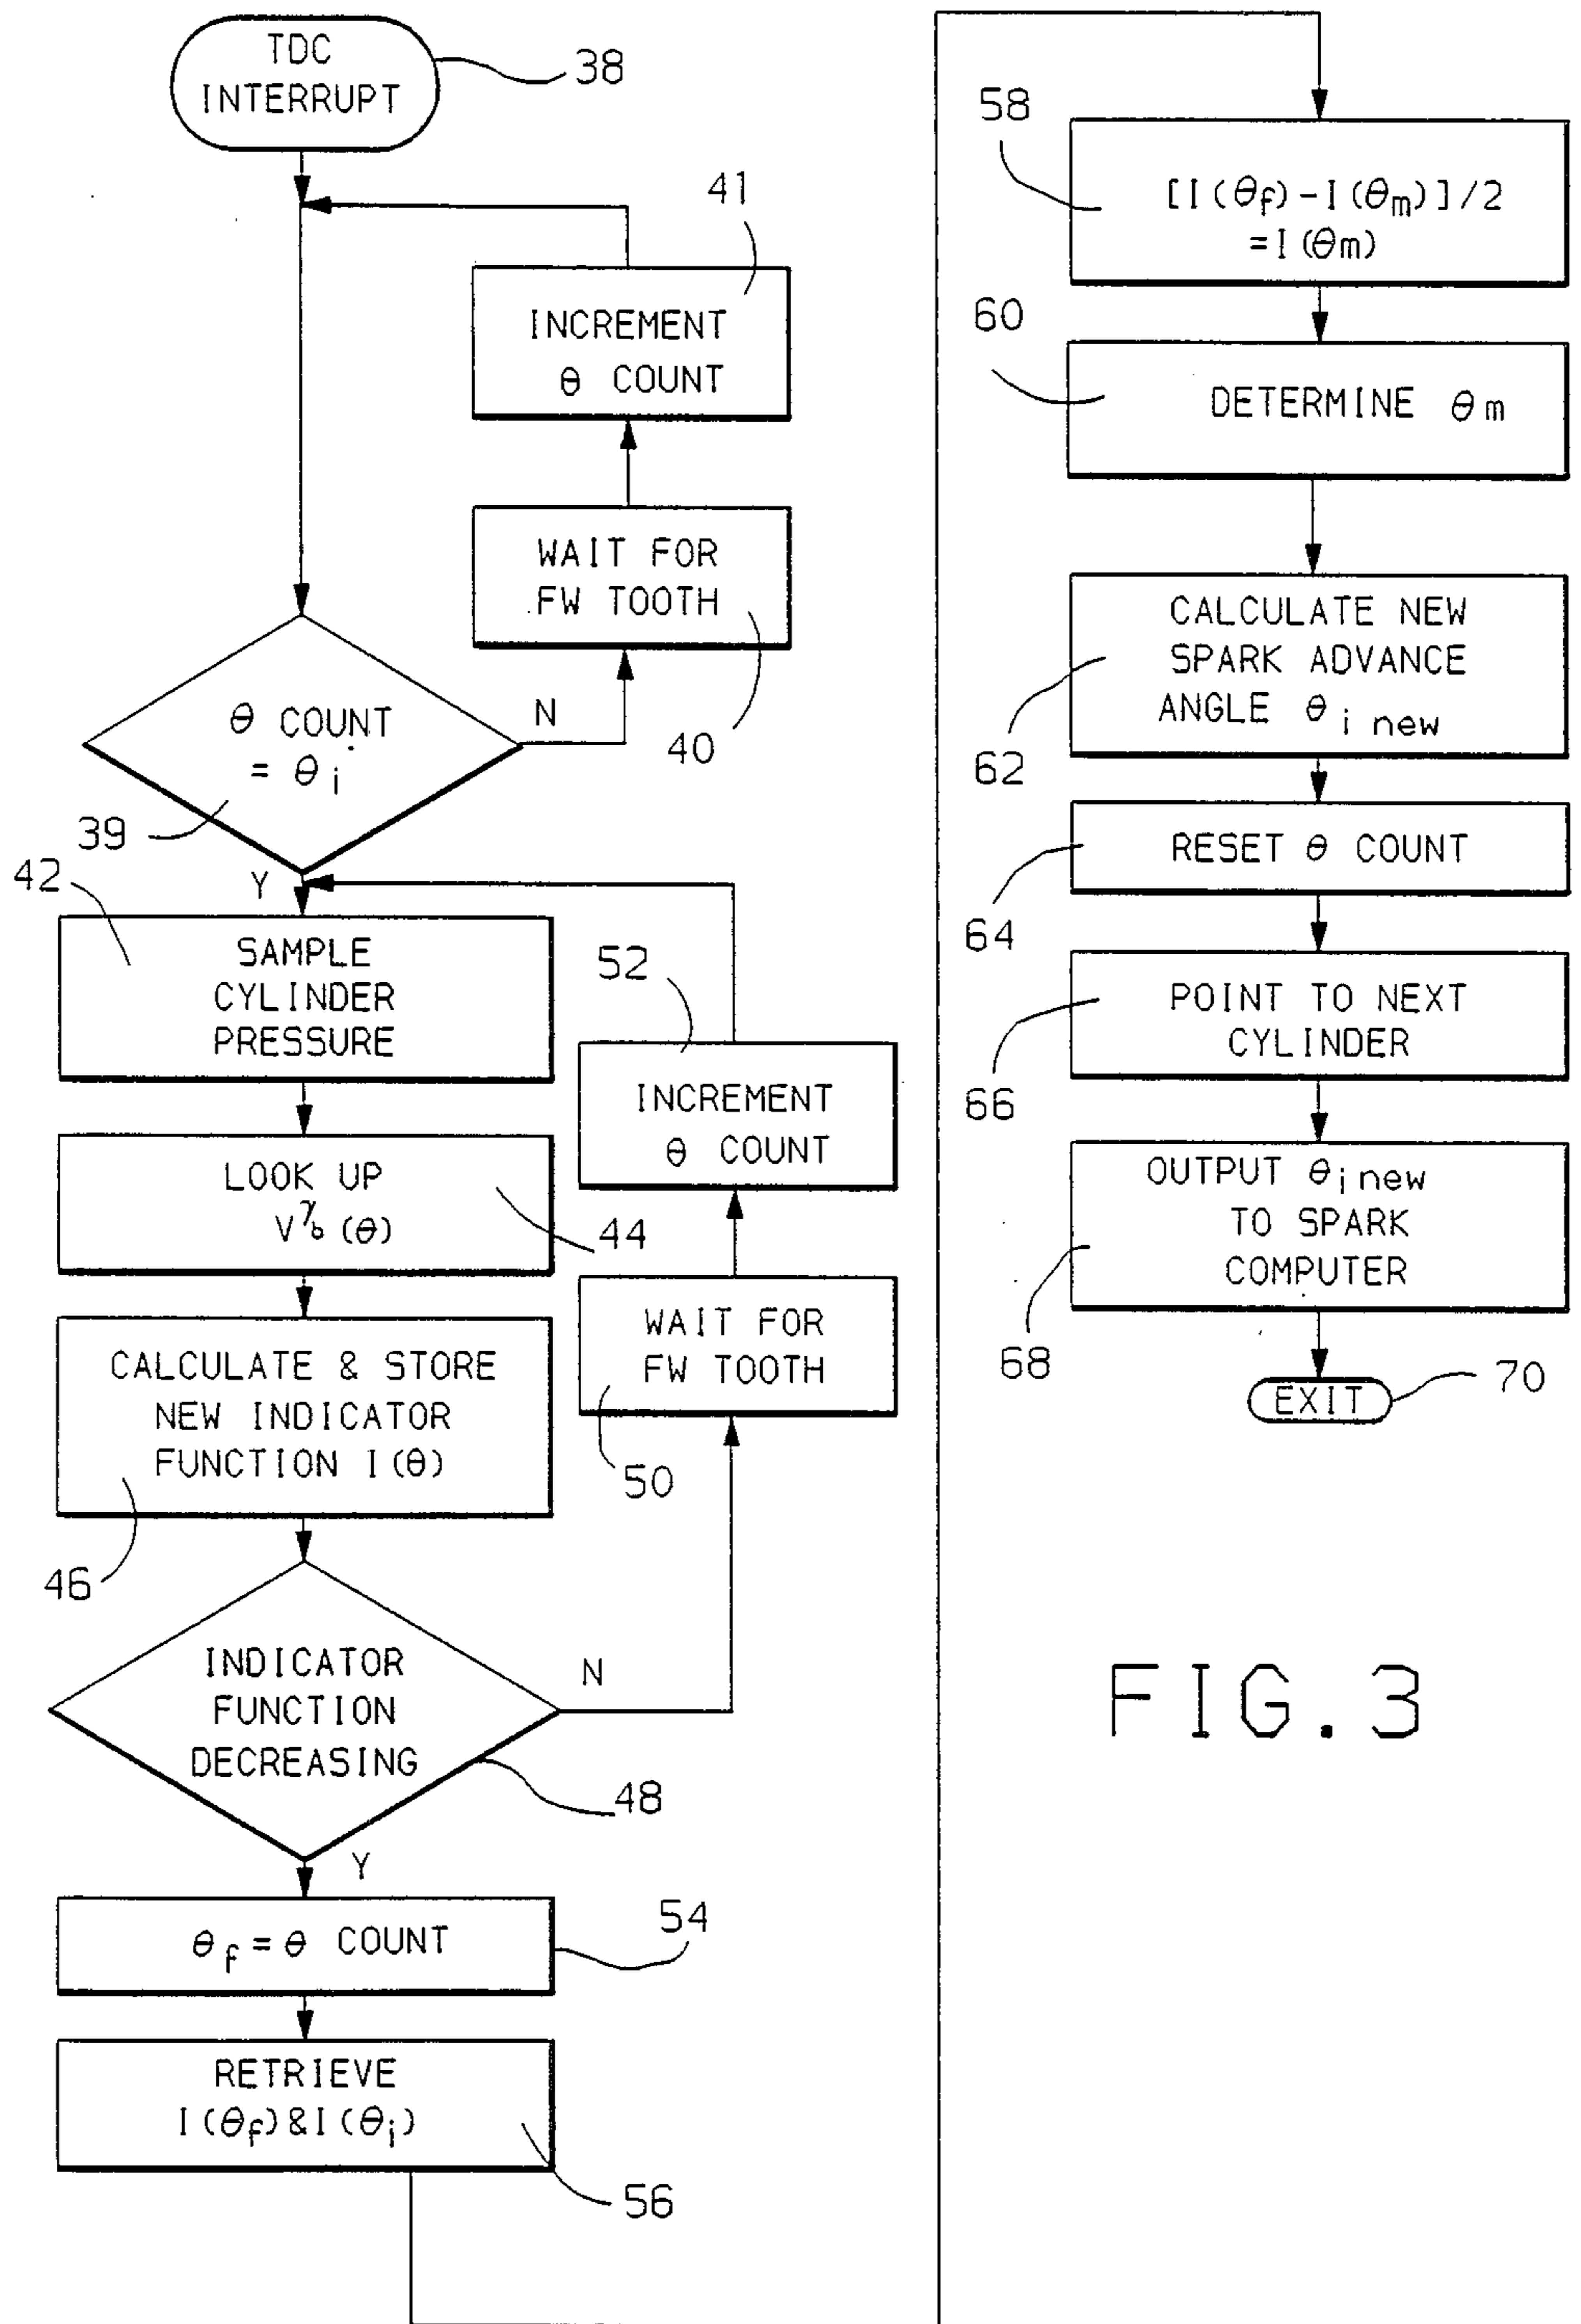 TDC
INTERRUPT
38
41
INCREMENT
θ COUNT
WAIT FOR
FW TOOTH
40
θ COUNT
= θi
N
39
Y
42
SAMPLE
CYLINDER
PRESSURE
52
INCREMENT
θ COUNT
LOOK UP
V (θ)
44
WAIT FOR
FW TOOTH
50
CALCULATE & STORE
NEW INDICATOR
FUNCTION I(θ)
46
INDICATOR
FUNCTION
DECREASING
N
48
Y
θf = θ COUNT
54
RETRIEVE
I(θf)&I(θi)
56
58
[I(θf)-I(θm)]/2
=I(θm)
60
DETERMINE θm
CALCULATE NEW
SPARK ADVANCE
ANGLE θi new
62
RESET θ COUNT
64
POINT TO NEXT
CYLINDER
66
OUTPUT θi new
TO SPARK
COMPUTER
68
EXIT
70
FIG.3